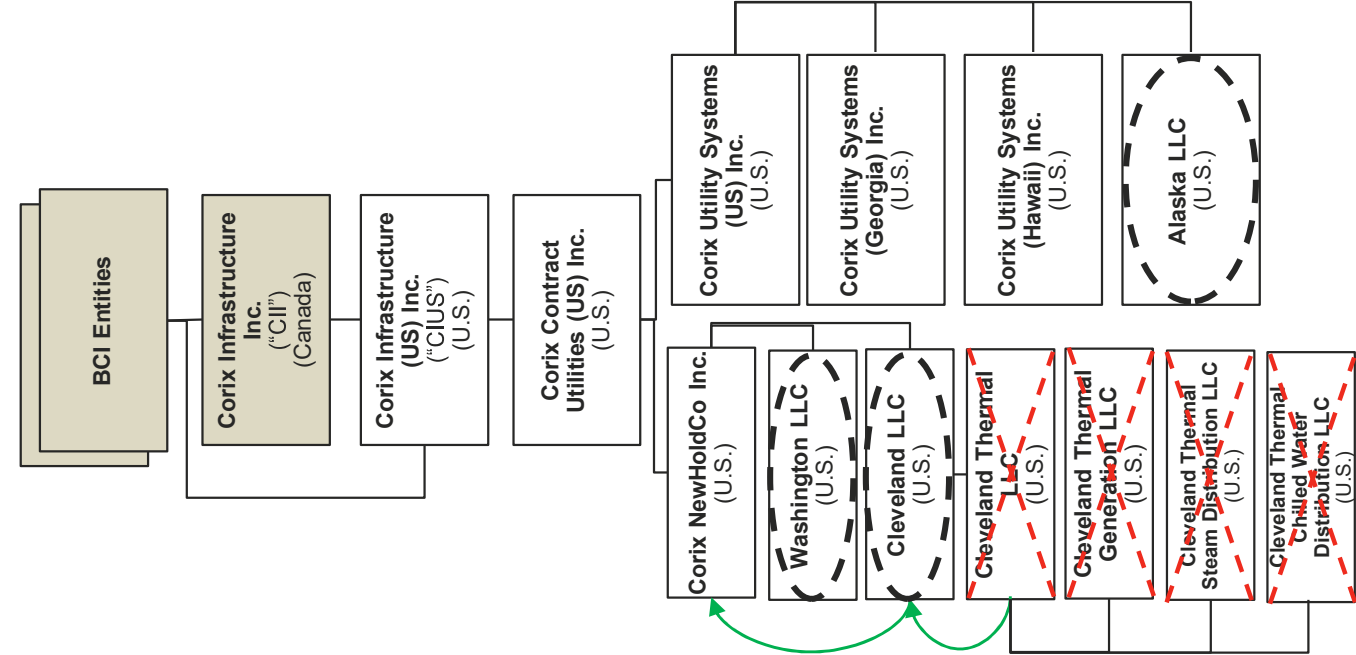 BCI Entities
Corix Infrastructure
Inc.
("CII")
(Canada)
Corix Infrastructure
(US) Inc.
("CIUS")
(U.S.)
Corix Contract
Utilities (US) Inc.
(U.S.)
Corix Utility Systems
(US) Inc.
(U.S.)
Corix Utility Systems
(Georgia) Inc.
(U.S.)
Corix Utility Systems
(Hawaii) Inc.
(U.S.)
Alaska LLC
(U.S.)
Corix NewHoldCo Inc.
(U.S.)
Washington LLC
(U.S.)
Cleveland LLC
(U.S.)
Cleveland Thermal
LLC
(U.S.)
Cleveland Thermal
Generation LLC
(U.S.)
Cleveland Thermal
Steam Distribution LLC
(U.S.)
Cleveland Thermal
Chilled Water
Distribution LLC
(U.S.)